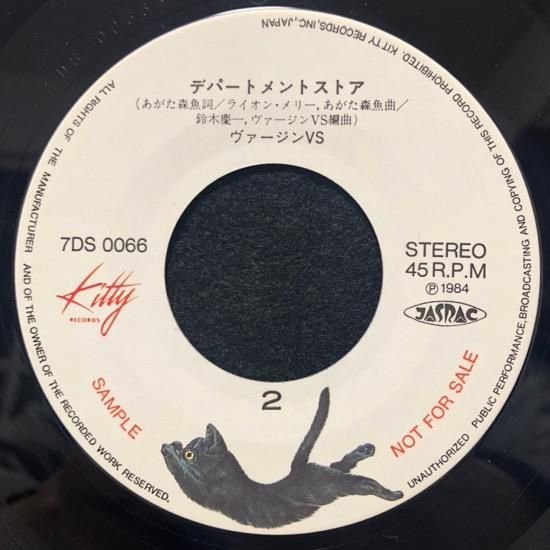 デパートメントストア
(あがた森魚詞/ライオン・メリー,あがた森魚曲/
鈴木慶一,ヴァージンVS編曲)
ヴァージンVS
7DS 0066
Kitty
RECORDS
STEREO
45 R.P.M
Ⓟ 1984
JASRAC
SAMPLE
2
NOT FOR SALE
ALL RIGHTS OF THE MANUFACTURER AND OF THE OWNER OF THE RECORDED WORK RESERVED.
UNAUTHORIZED PUBLIC PERFORMANCE, BROADCASTING AND COPYING OF THIS RECORD PROHIBITED. KITTY RECORDS, INC., JAPAN